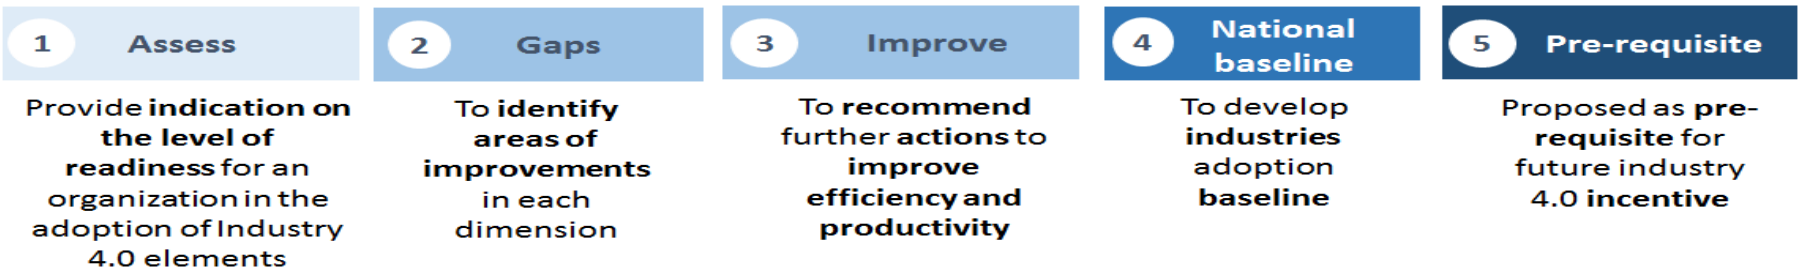 1 Assess
Provide indication on
the level of
readiness for an
organization in the
adoption of Industry
4.0 elements
2 Gaps
To identify
areas of
improvements
in each
dimension
3 Improve
To recommend
further actions to
improve
efficiency and
productivity
4 National
baseline
To develop
industries
adoption
baseline
5 Pre-requisite
Proposed as pre-
requisite for
future industry
4.0 incentive